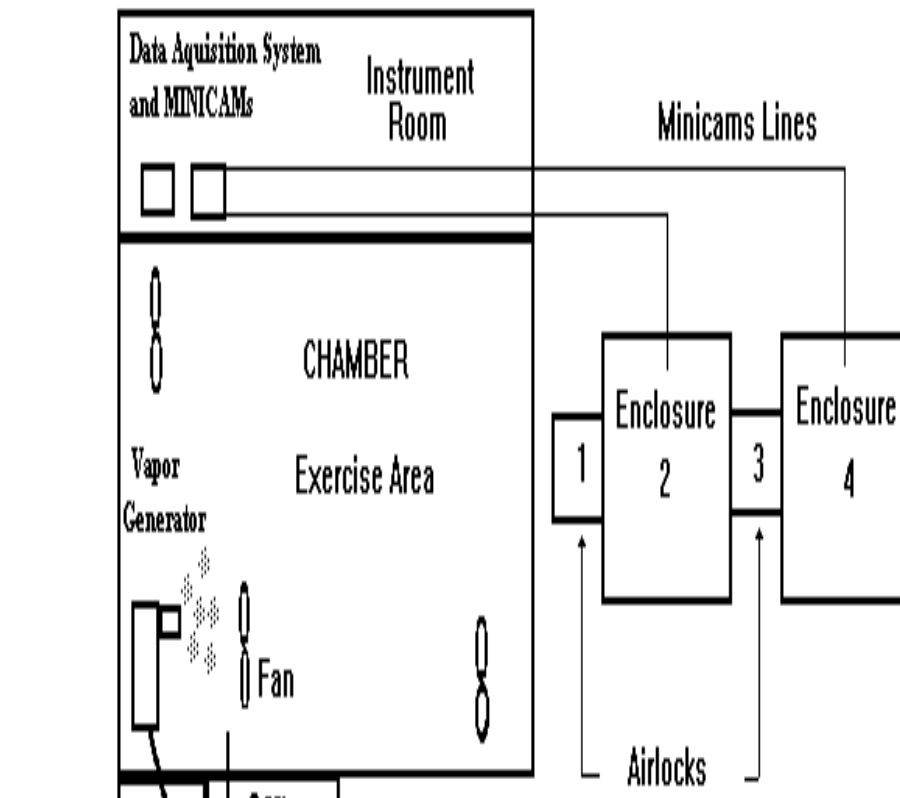 Data Aquisition System
and MINICAMs
Instrument
Room
Minicams Lines
CHAMBER
Exercise Area
Vapor
Generator
Fan
1
Enclosure
2
3
Enclosure
4
Airlocks